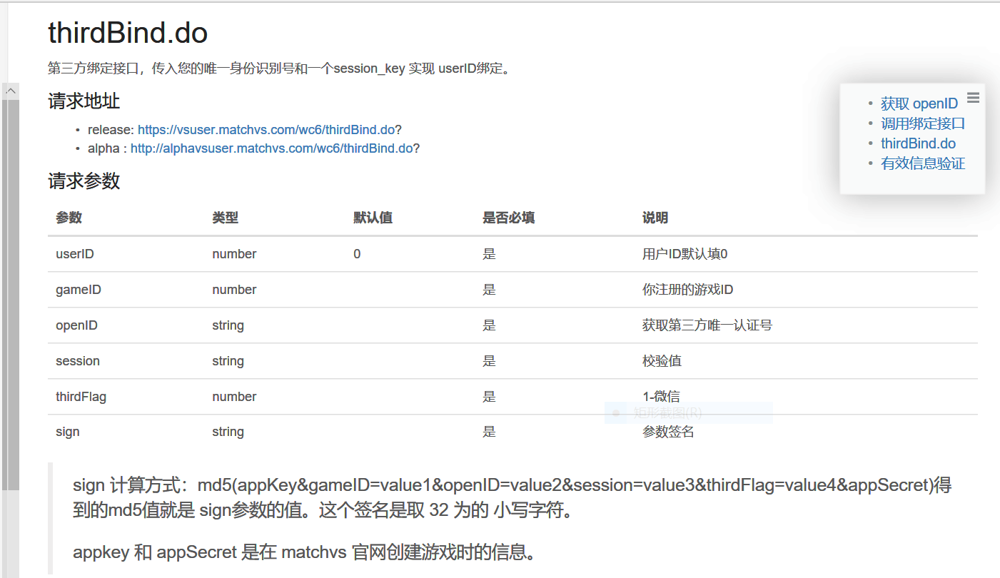 thirdBind.do
第三方绑定接口，传入您的唯一身份识别号和一个session_key 实现 userID绑定。
请求地址
release: https://vsuser.matchvs.com/wc6/thirdBind.do?
alpha : http://alphavsuser.matchvs.com/wc6/thirdBind.do?
获取 openID
调用绑定接口
thirdBind.do
有效信息验证
请求参数
参数 类型 默认值 是否必填 说明
userID number 0 是 用户ID默认填0
gameID number 是 你注册的游戏ID
openID string 是 获取第三方唯一认证号
session string 是 校验值
thirdFlag number 是 1-微信
矩形截图(R)
sign string 是 参数签名
sign 计算方式：md5(appKey&gameID=value1&openID=value2&session=value3&thirdFlag=value4&appSecret)得
到的md5值就是 sign参数的值。这个签名是取 32 为的 小写字符。
appkey 和 appSecret 是在 matchvs 官网创建游戏时的信息。